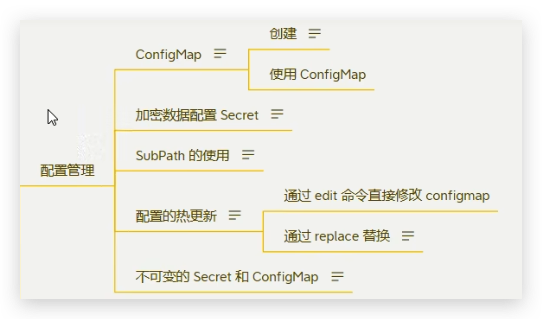 创建
ConfigMap
使用 ConfigMap
加密数据配置 Secret
SubPath 的使用
配置管理
通过 edit 命令直接修改 configmap
配置的热更新
通过 replace 替换
不可变的 Secret 和 ConfigMap